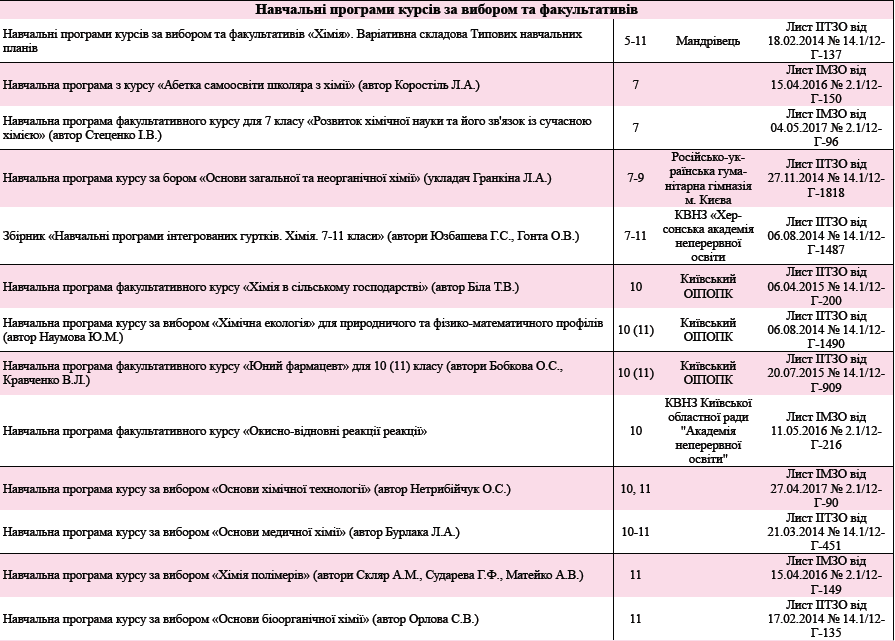 Навчальні програми курсів за вибором та факультативів
Навчальні програми курсів за вибором та факультативів «Хімія». Варіативна складова Типових навчальних
планів
5-11
Мандрівець
Лист ІІТЗО від
18.02.2014 № 14.1/12-
Г-137
Навчальна програма з курсу «Абетка самоосвіти школяра з хімії» (автор Коростіль Л.А.)
7
Лист ІМЗО від
15.04.2016 № 2.1/12-
Г-150
Навчальна програма факультативного курсу для 7 класу «Розвиток хімічної науки та його зв'язок із сучасною
хімією» (автор Стеценко І.В.)
7
Лист ІМЗО від
04.05.2017 № 2.1/12-
Г-96
Навчальна програма курсу за бором «Основи загальної та неорганічної хімії» (укладач Гранкіна Л.А.)
7-9
Російсько-ук-
раїнська гума-
нітарна гімназія
м. Києва
Лист ІІТЗО від
27.11.2014 № 14.1/12-
Г-1818
Збірник «Навчальні програми інтегрованих гуртків. Хімія. 7-11 класи» (автори Юзбашева Г.С., Гонта О.В.)
7-11
КВНЗ «Хер-
сонська академія
неперервної
освіти
Лист ІІТЗО від
06.08.2014 № 14.1/12-
Г-1487
Навчальна програма факультативного курсу «Хімія в сільському господарстві» (автор Біла Т.В.)
10
Київський
ОІПОПК
Лист ІІТЗО від
06.04.2015 № 14.1/12-
Г-200
Навчальна програма курсу за вибором «Хімічна екологія» для природничого та фізико-математичного профілів
(автор Наумова Ю.М.)
10 (11)
Київський
ОІПОПК
Лист ІІТЗО від
06.08.2014 № 14.1/12-
Г-1490
Навчальна програма факультативного курсу «Юний фармацевт» для 10 (11) класу (автори Бобкова О.С.,
Кравченко В.Л.)
10 (11)
Київський
ОІПОПК
Лист ІІТЗО від
20.07.2015 № 14.1/12-
Г-909
Навчальна програма факультативного курсу «Окисно-відновні реакції реакції»
10
КВНЗ Київської
обласtної ради
"Академія
неперервної
освіти"
Лист ІМЗО від
11.05.2016 № 2.1/12-
Г-216
Навчальна програма курсу за вибором «Основи хімічної технології» (автор Нетрибійчук О.С.)
10, 11
Лист ІМЗО від
27.04.2017 № 2.1/12-
Г-90
Навчальна програма курсу за вибором «Основи медичної хімії» (автор Бурлака Л.А.)
10-11
Лист ІІТЗО від
21.03.2014 № 14.1/12-
Г-451
Навчальна програма курсу за вибором «Хімія полімерів» (автори Скляр А.М., Сударева Г.Ф., Матейко А.В.)
11
Лист ІМЗО від
15.04.2016 № 2.1/12-
Г-149
Навчальна програма курсу за вибором «Основи біоорганічної хімії» (автор Орлова С.В.)
11
Лист ІІТЗО від
17.02.2014 № 14.1/12-
Г-135